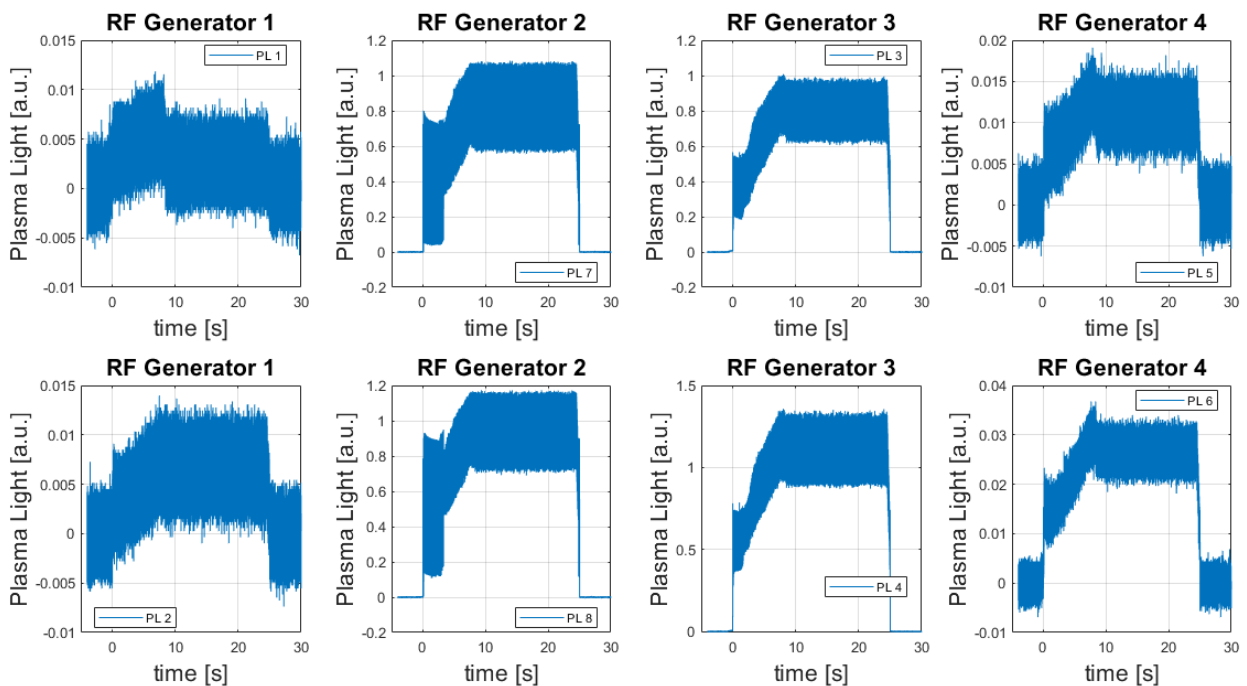 RF Generator 1
RF Generator 2
RF Generator 3
RF Generator 4
Plasma Light [a.u.]
0.015
0.01
0.005
0
-0.005
-0.01
PL 1
0
10
20
30
time [s]
Plasma Light [a.u.]
1.2
1
0.8
0.6
0.4
0.2
0
-0.2
PL 7
0
10
20
30
time [s]
Plasma Light [a.u.]
1.2
1
0.8
0.6
0.4
0.2
0
-0.2
PL 3
0
10
20
30
time [s]
Plasma Light [a.u.]
0.02
0.015
0.01
0.005
0
-0.005
-0.01
PL 5
0
10
20
30
time [s]
RF Generator 1
RF Generator 2
RF Generator 3
RF Generator 4
Plasma Light [a.u.]
0.015
0.01
0.005
0
-0.005
-0.01
PL 2
0
10
20
30
time [s]
Plasma Light [a.u.]
1.2
1
0.8
0.6
0.4
0.2
0
-0.2
PL 8
0
10
20
30
time [s]
Plasma Light [a.u.]
1.5
1
0.5
0
PL 4
0
10
20
30
time [s]
Plasma Light [a.u.]
0.04
0.03
0.02
0.01
0
-0.01
PL 6
0
10
20
30
time [s]